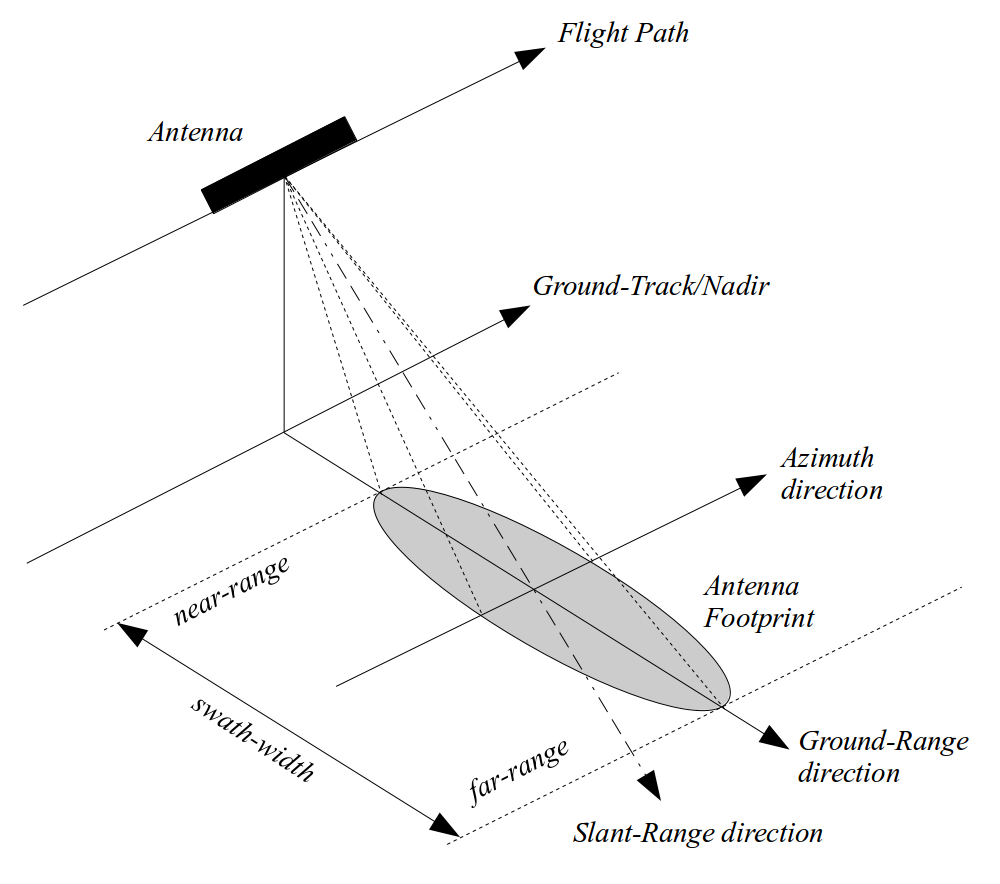 Flight Path
Antenna
Ground-Track/Nadir
Azimuth
direction
near-range
Antenna
Footprint
swath-width
far-range
Ground-Range
direction
Slant-Range direction